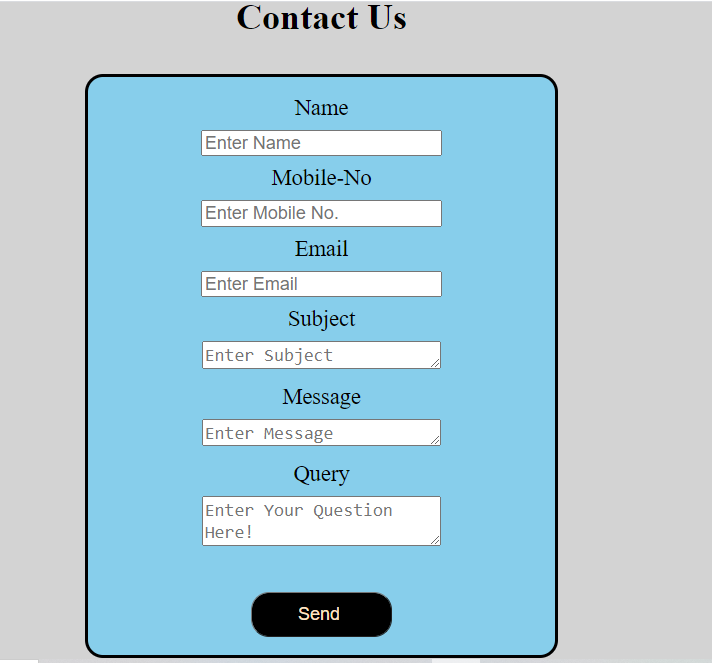 Contact Us
Name
Enter Name
Mobile-No
Enter Mobile No.
Email
Enter Email
Subject
Enter Subject
Message
Enter Message
Query
Enter Your Question
Here!
Send